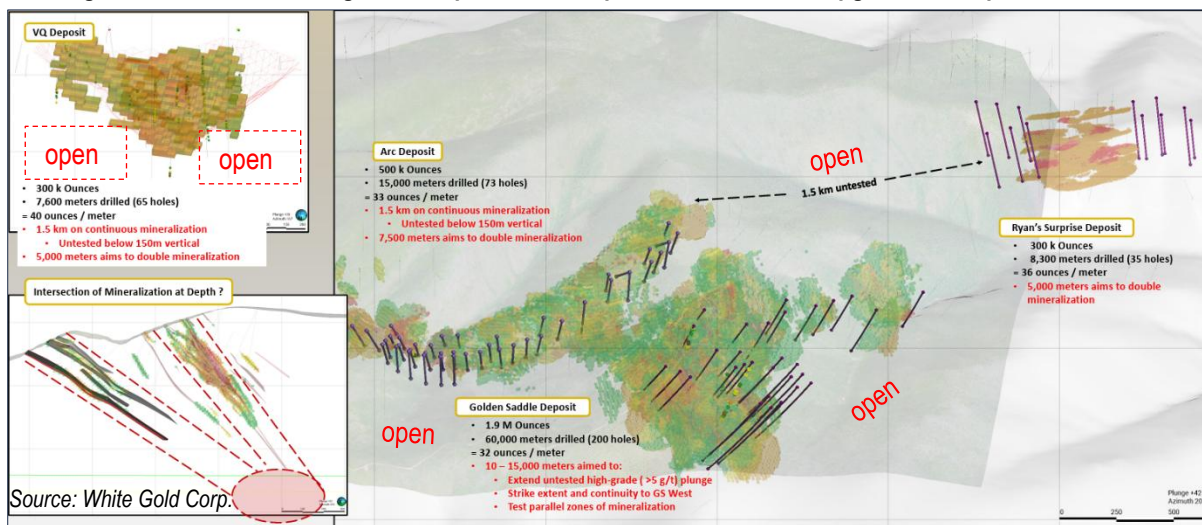 VQ Deposit
open
open
• 300 k Ounces
• 7,600 meters drilled (65 holes)
= 40 ounces / meter
• 1.5 km on continuous mineralization
• Untested below 150m vertical
• 5,000 meters aims to double mineralization
Intersection of Mineralization at Depth ?
Source: White Gold Corp.
Arc Deposit
• 500 k Ounces
• 15,000 meters drilled (73 holes)
= 33 ounces / meter
• 1.5 km on continuous mineralization
• Untested below 150m vertical
• 7,500 meters aims to double mineralization
open
1.5 km untested
Ryan's Surprise Deposit
• 300 k Ounces
• 8,300 meters drilled (35 holes)
= 36 ounces / meter
• 5,000 meters aims to double
mineralization
open
open
Golden Saddle Deposit
• 1.9 M Ounces
• 60,000 meters drilled (200 holes)
= 32 ounces / meter
• 10 – 15,000 meters aimed to:
• Extend untested high-grade ( >5 g/t) plunge
• Strike extent and continuity to GS West
• Test parallel zones of mineralization
Plunge +42
Azimuth 20
0 250 500